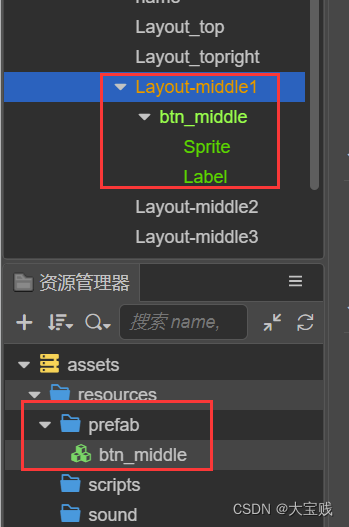 name
Layout_top
Layout_topright
Layout-middle1
btn_middle
Sprite
Label
Layout-middle2
Layout-middle3
资源管理器
搜索 name,
assets
resources
prefab
btn_middle
scripts
sound
CSDN @大宝贱